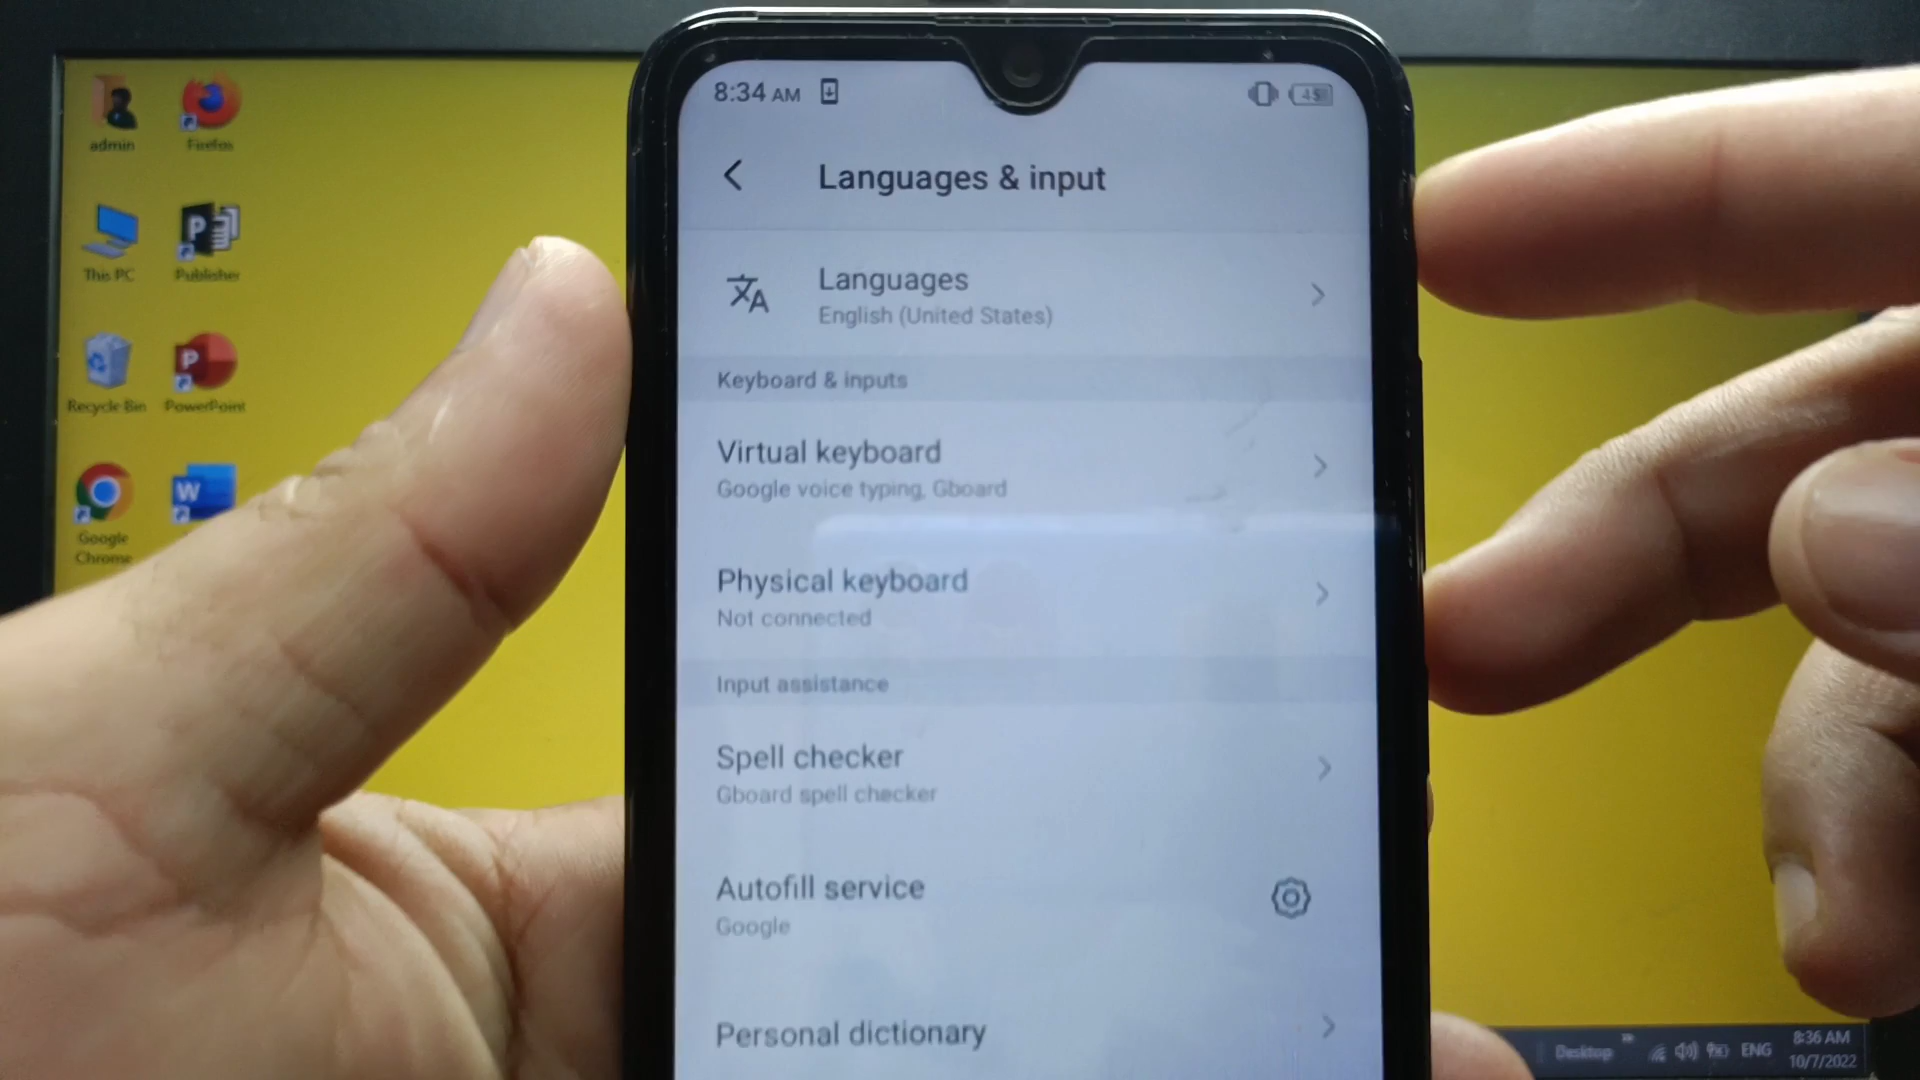 admin
Firefox
This PC
Publisher
Recycle Bin
PowerPoint
Google
Chrome
8:34 AM
45
Languages & input
Languages
English (United States)
Keyboard & inputs
Virtual keyboard
Google voice typing, Gboard
Physical keyboard
Not connected
Input assistance
Spell checker
Gboard spell checker
Autofill service
Google
Personal dictionary
Desktop
ENG
8:36 AM
10/7/2022